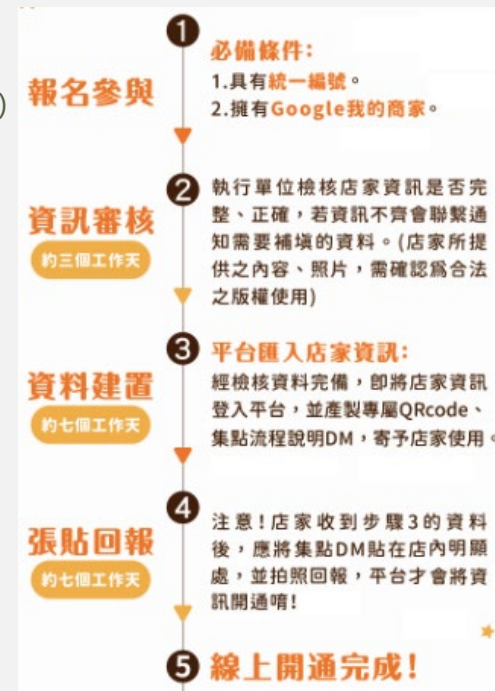 )
1
報名參與
必備條件:
1.具有統一編號。
2.擁有Google我的商家。
2
資訊審核
約三個工作天
執行單位檢核店家資訊是否完
整、正確,若資訊不齊會聯繫通
知需要補填的資料。(店家所提
供之內容、照片,需確認為合法
之版權使用)
3
資料建置
約七個工作天
平台匯入店家資訊:
經檢核資料完備,即將店家資訊
登入平台,並產製專屬QRcode、
集點流程說明DM,寄予店家使用。
4
張貼回報
約七個工作天
注意!店家收到步驟3的資料
後,應將集點DM貼在店內明顯
處,並拍照回報,平台才會將資
訊開通唷!
5 線上開通完成!